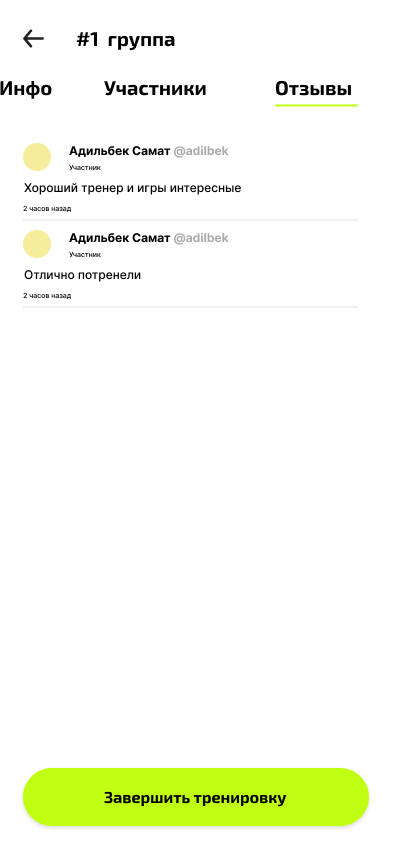 #1 группа
Инфо Участники Отзывы
Адильбек Самат @adilbek
Участник
Хороший тренер и игры интересные
2 часов назад
Адильбек Самат @adilbek
Участник
Отлично потренели
2 часов назад
Завершить тренировку